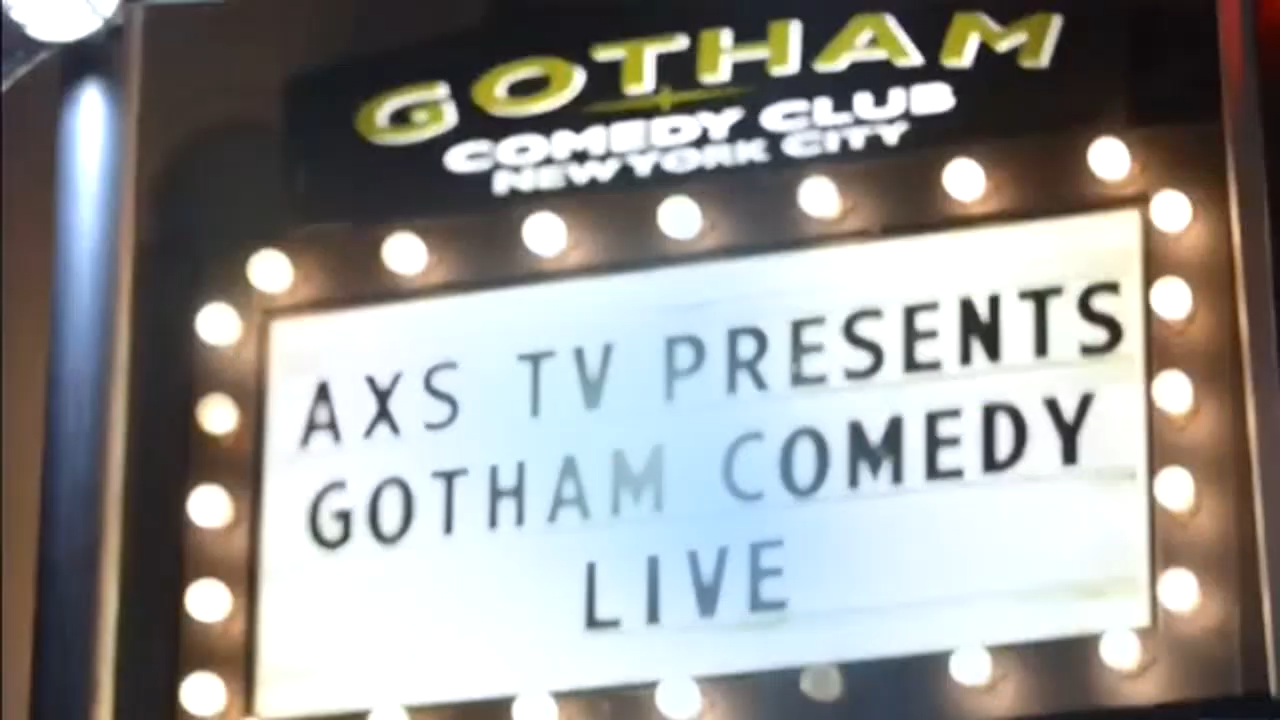 GOTHAM
COMEDY CLUB
NEW YORK CITY
AXS TV PRESENTS
GOTHAM COMEDY
LIVE